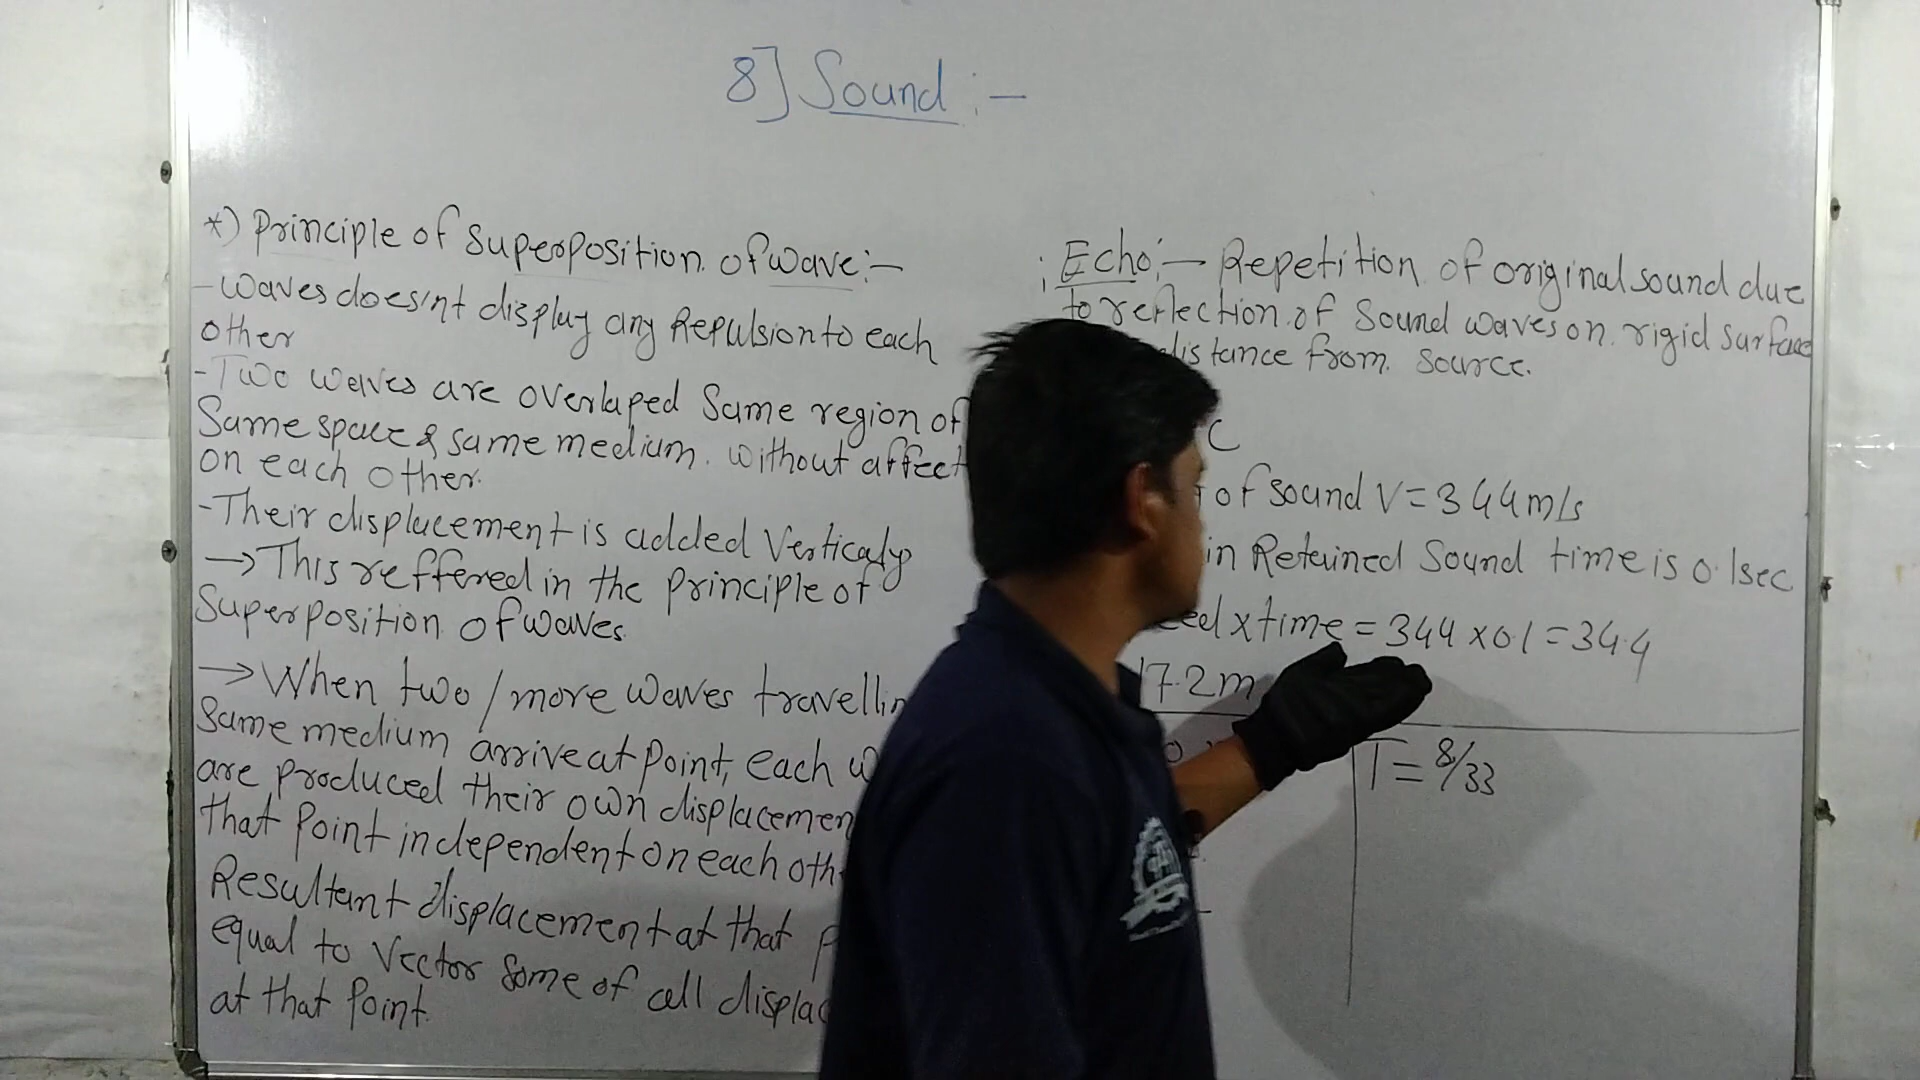 8] Sound :-
*) Principle of Superposition of wave:-
- Waves does'nt display any Repulsion to each
other
- Two waves are overlaped Same region of
Same space & same medium. without affect
on each other.
- Their displacement is added Vertically
→ This reffered in the principle of
Superposition of waves.
→ When two / more waves travellin
Same medium arrive at point, each w
are produced their own displacemen
that point independent on each oth
Resultant displacement at that p
equal to Vector Some of all displac
at that point.
; Echo:- Repetition of original sound due
to reflection of Sound waves on rigid surface
distance from source.
C
of sound V = 344 m/s
in Retained Sound time is 0.1sec
eed x time = 344 x 0.1 = 34.4
17.2 m
T = 8/33